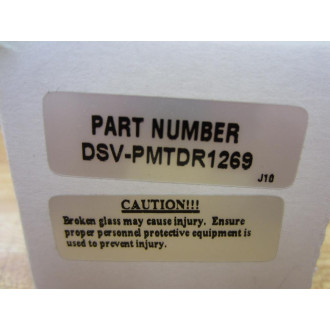 PART NUMBER
DSV-PMTDR1269
J10
CAUTION!!!
Broken glass may cause injury. Ensure
proper personnel protective equipment is
used to prevent injury.